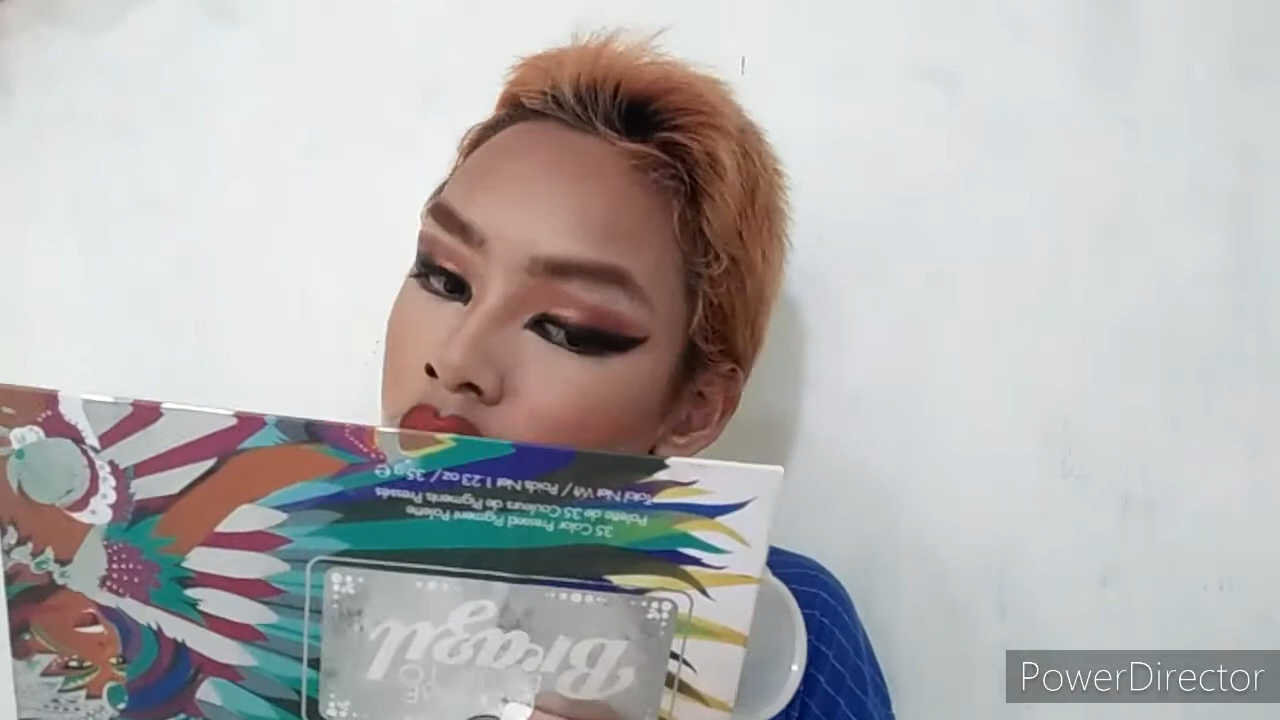 Brazil
35 Color Pressed Pigment Palette
Palette de 35 Couleurs de Pigments Pressés
Total Net Wt / Poids Net 1.23 oz / 35 g ℮
PowerDirector